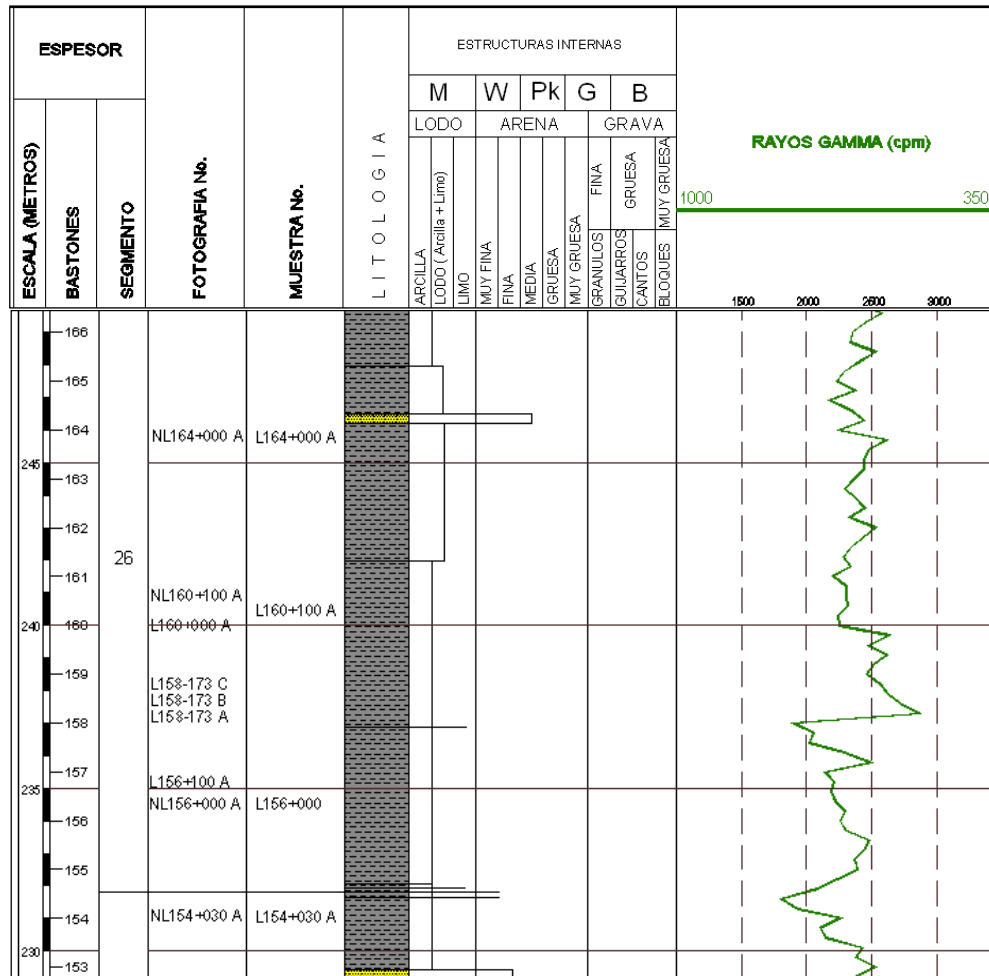 ESPESOR
ESCALA (METROS)
BASTONES
SEGMENTO
FOTOGRAFIA No.
MUESTRA No.
LITOLOGIA
ESTRUCTURAS INTERNAS
M W Pk G B
LODO ARENA GRAVA
ARCILLA
LODO ( Arcilla + Limo)
LIMO
MUY FINA
FINA
MEDIA
GRUESA
MUY GRUESA
FINA
GRUESA
MUY GRUESA
GRANULOS
GUIJARROS
CANTOS
BLOQUES
RAYOS GAMMA (cpm)
1000 350
1500 2000 2500 3000
166
165
164
NL164+000 A L164+000 A
245
163
162
26
161
NL160+100 A
L160+100 A
240 160 L160+000 A
159
L158-173 C
L158-173 B
L158-173 A
158
157
L156+100 A
235
NL156+000 A L156+000
156
155
154
NL154+030 A L154+030 A
230
153